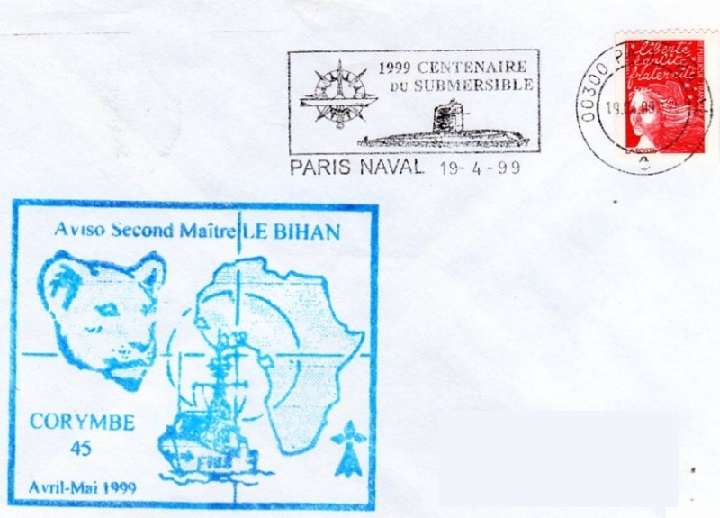 1999 CENTENAIRE
DU SUBMERSIBLE
PARIS NAVAL 19-4-99
00300
liberté
égalité
fraternité
Aviso Second Maître LE BIHAN
CORYMBE
45
Avril-Mai 1999